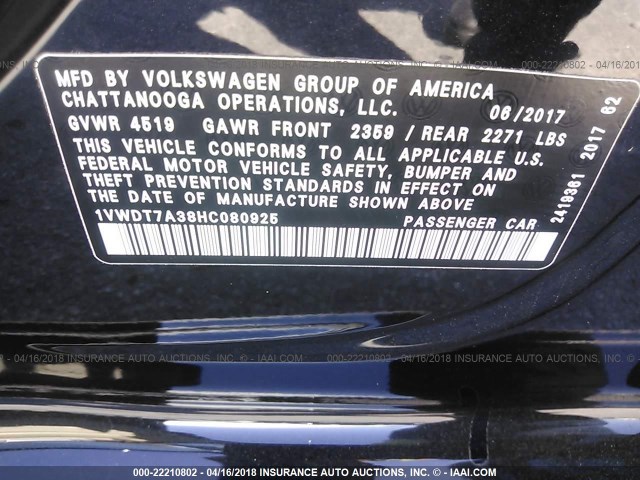 MFD BY VOLKSWAGEN GROUP OF AMERICA
CHATTANOOGA OPERATIONS, LLC. 06/2017
GVWR 4519 GAWR FRONT 2359 / REAR 2271 LBS
THIS VEHICLE CONFORMS TO ALL APPLICABLE U.S.
FEDERAL MOTOR VEHICLE SAFETY, BUMPER AND
THEFT PREVENTION STANDARDS IN EFFECT ON
THE DATE OF MANUFACTURE SHOWN ABOVE
1VWDT7A38HC080925 PASSENGER CAR
2419361 2017 62
000-22210802 - 04/16/2018 INSURANCE AUTO AUCTIONS, INC. © - IAAI.COM